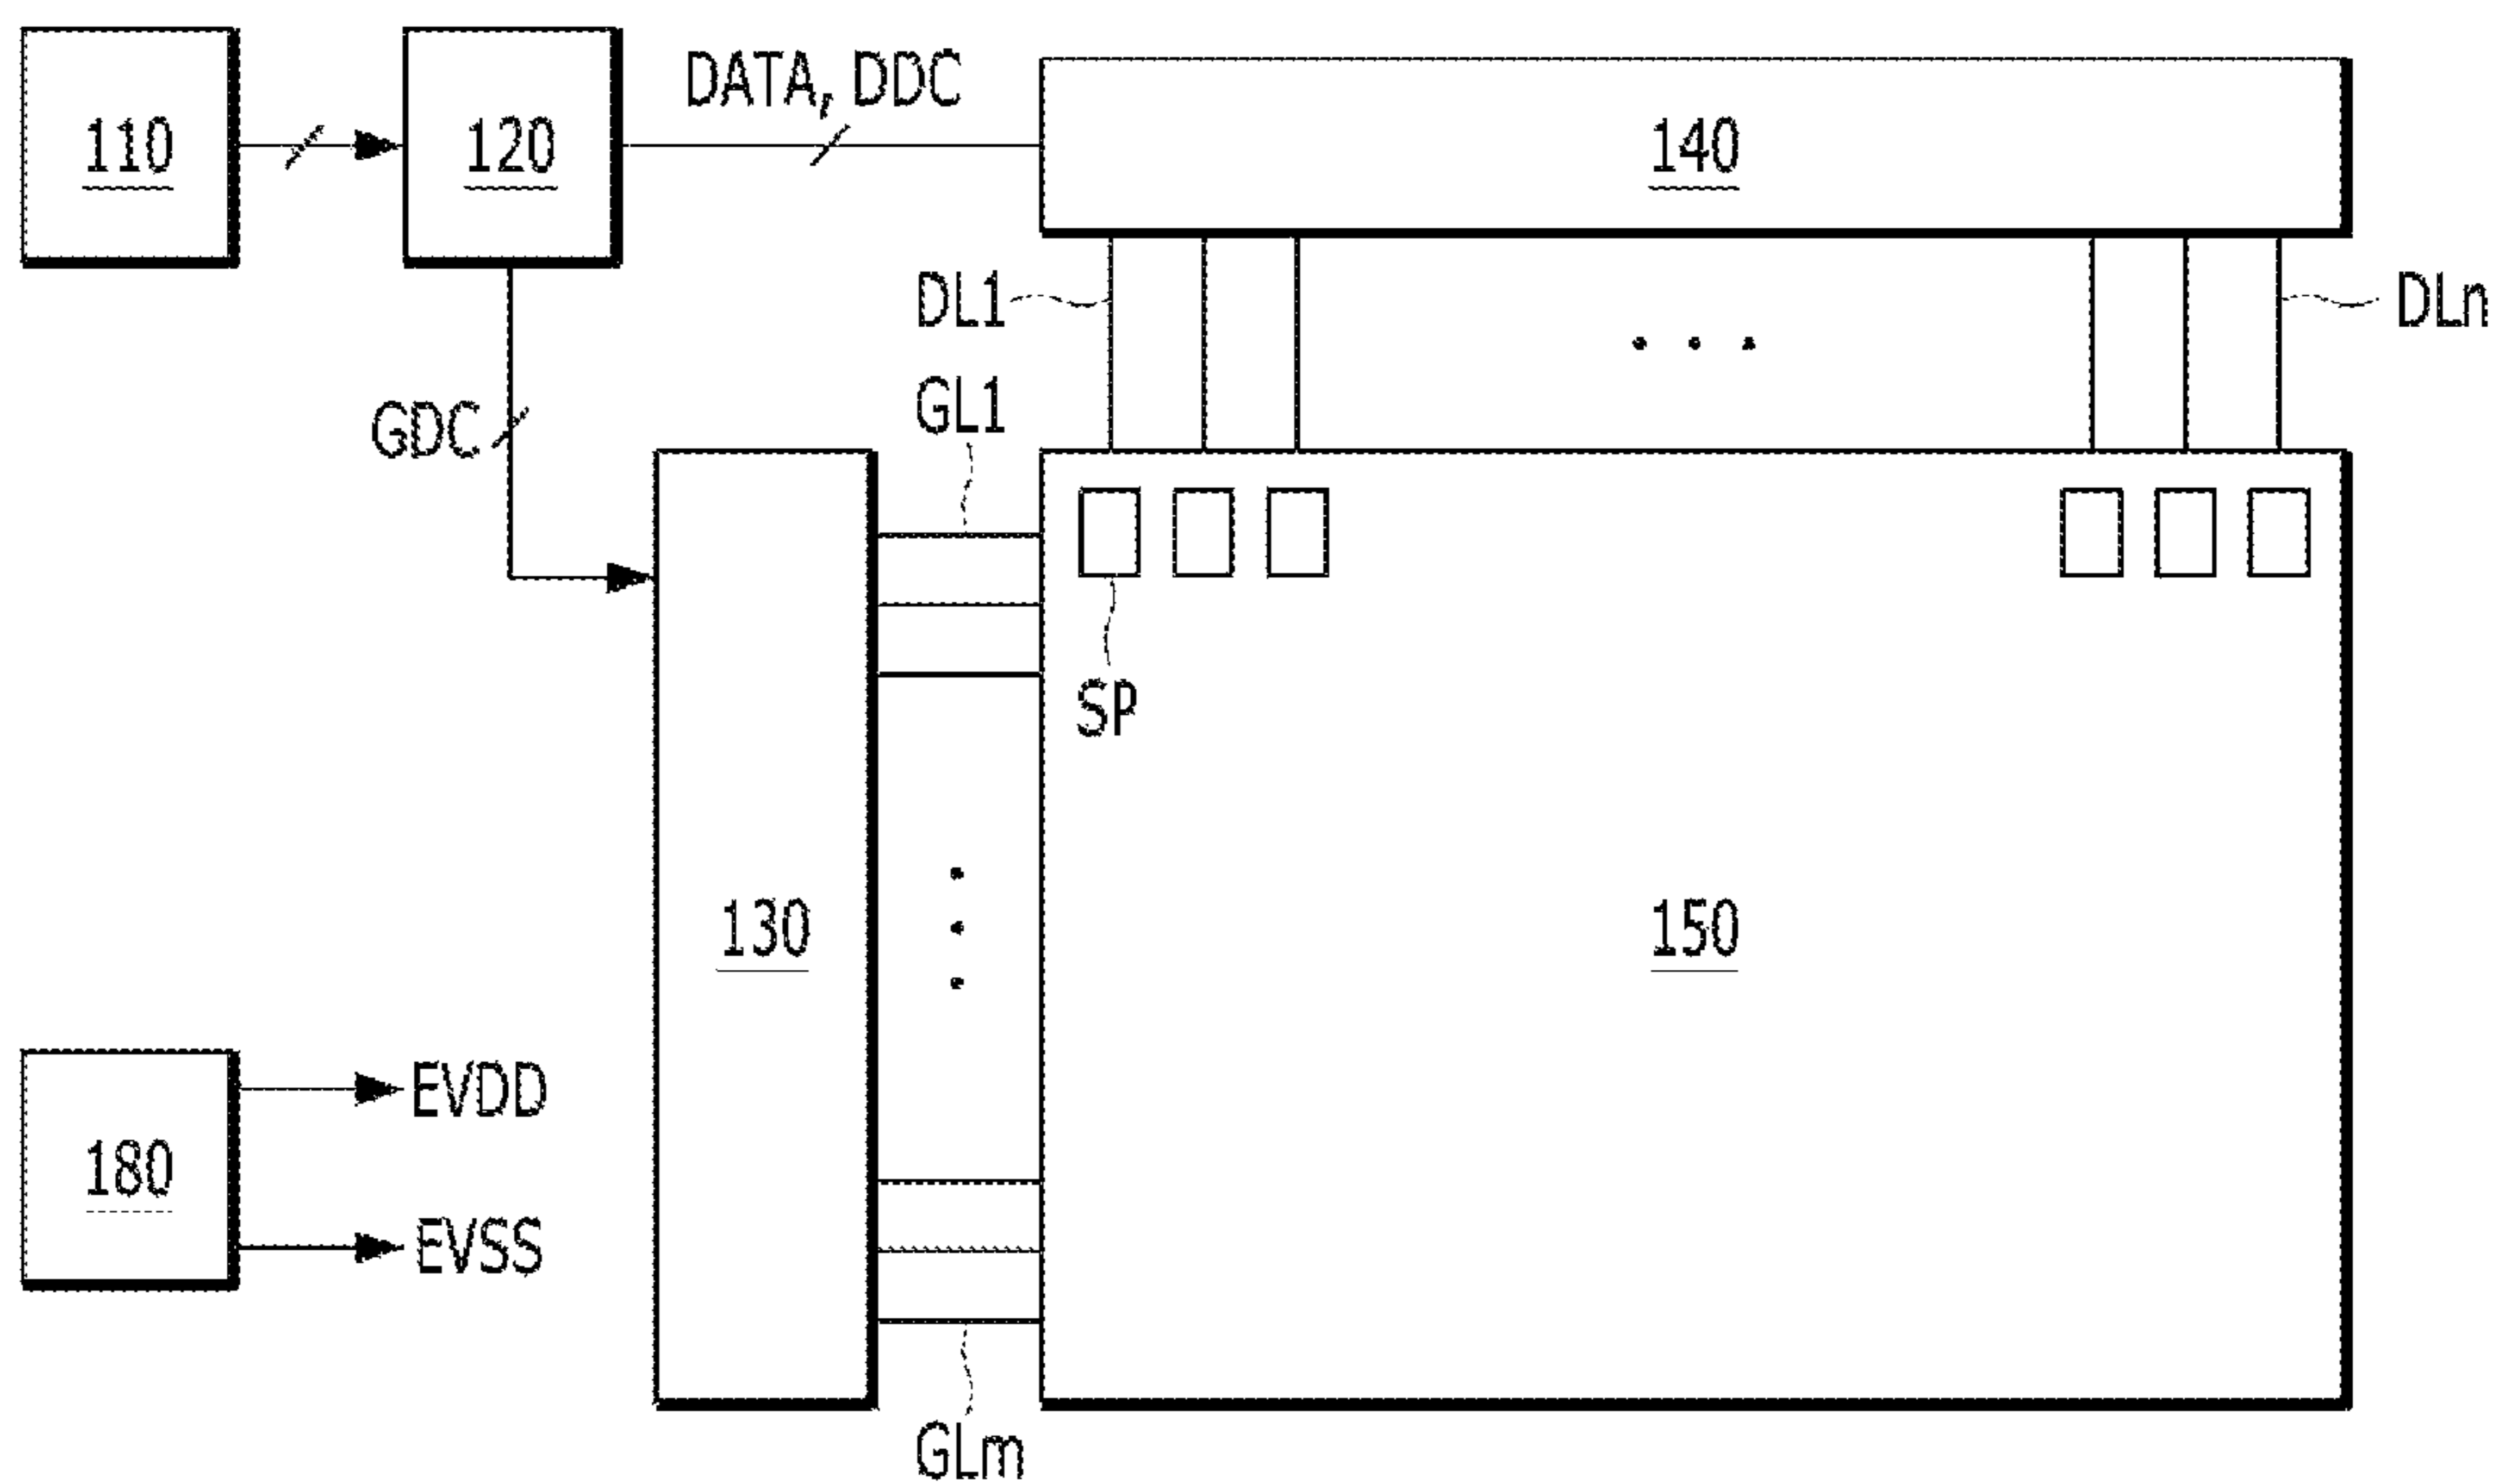 110
120
DATA, DDC
140
DL1
DLn
GL1
GDC
SP
130
150
EVDD
180
EVSS
GLm